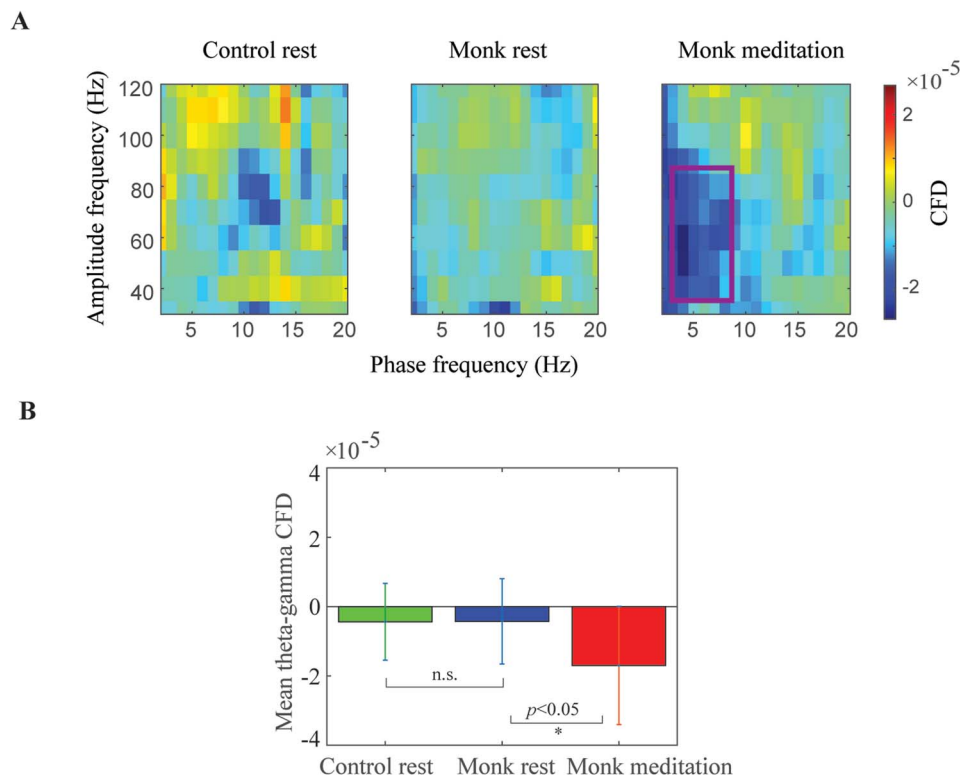 A
Control rest Monk rest Monk meditation
×10-5
120
100
80
60
40
Amplitude frequency (Hz)
5 10 15 20 5 10 15 20 5 10 15 20
2
0
-2
CFD
Phase frequency (Hz)
B
×10-5
4
2
0
-2
-4
Mean theta-gamma CFD
n.s.
p<0.05
*
Control rest Monk rest Monk meditation